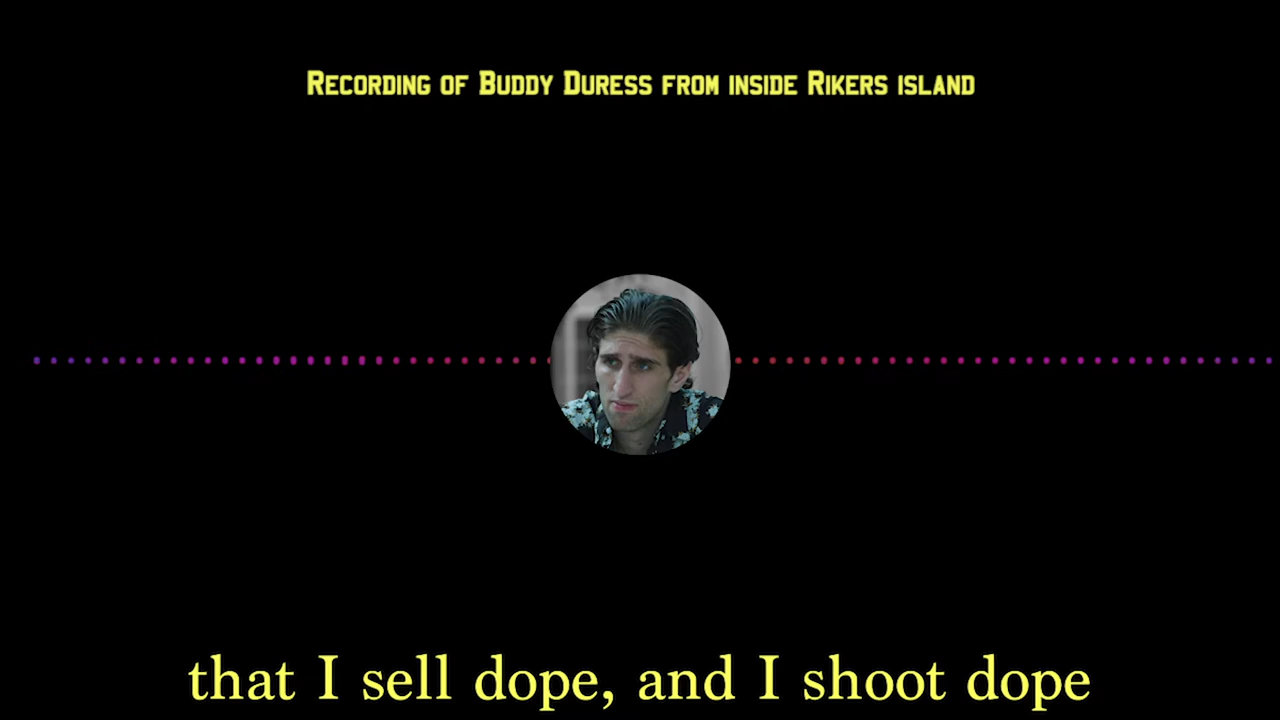 Recording of Buddy Duress from inside Rikers island
that I sell dope, and I shoot dope